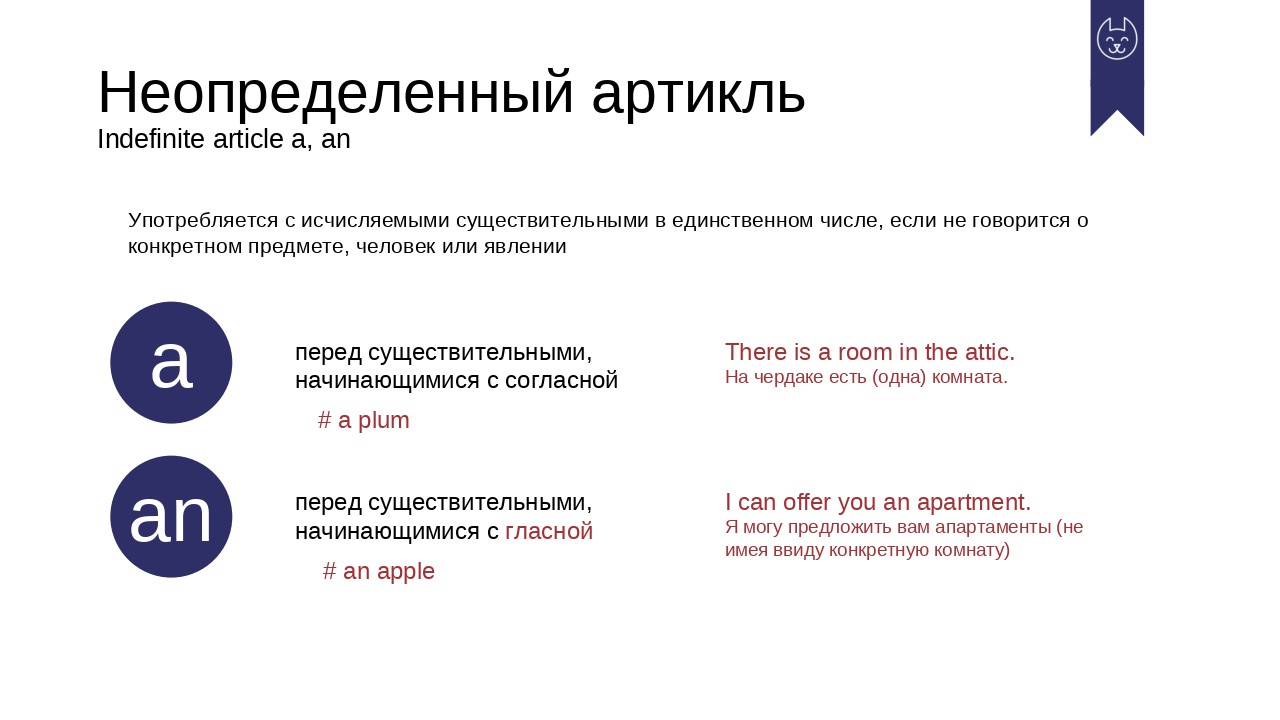 Неопределенный артикль
Indefinite article a, an
Употребляется с исчисляемыми существительными в единственном числе, если не говорится о
конкретном предмете, человек или явлении
a
перед существительными,
начинающимися с согласной
# a plum
There is a room in the attic.
На чердаке есть (одна) комната.
an
перед существительными,
начинающимися с гласной
# an apple
I can offer you an apartment.
Я могу предложить вам апартаменты (не
имея ввиду конкретную комнату)